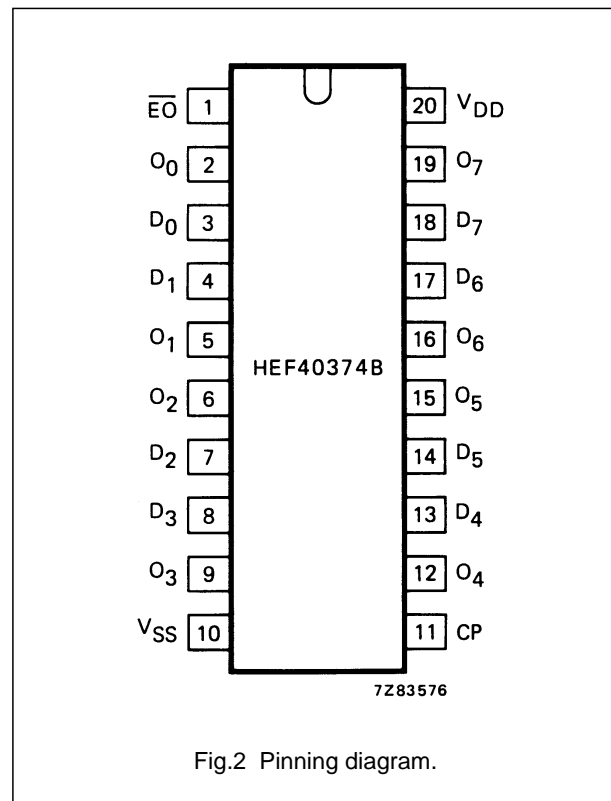 E̅O̅ 1 20 VDD
O0 2 19 O7
D0 3 18 D7
D1 4 17 D6
O1 5 16 O6
HEF40374B
O2 6 15 O5
D2 7 14 D5
D3 8 13 D4
O3 9 12 O4
VSS 10 11 CP
7Z83576
Fig.2 Pinning diagram.